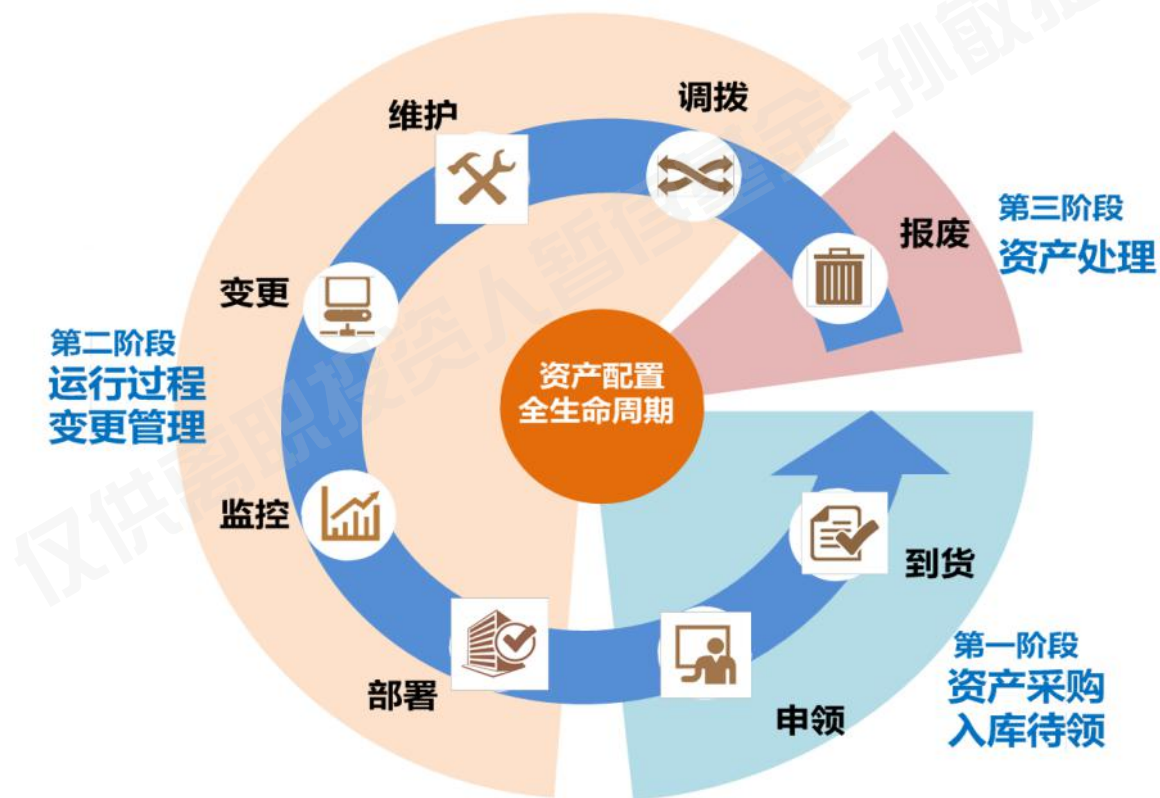 维护
调拨
变更
报废
第三阶段
资产处理
第二阶段
运行过程
变更管理
资产配置
全生命周期
监控
到货
部署
申领
第一阶段
资产采购
入库待领